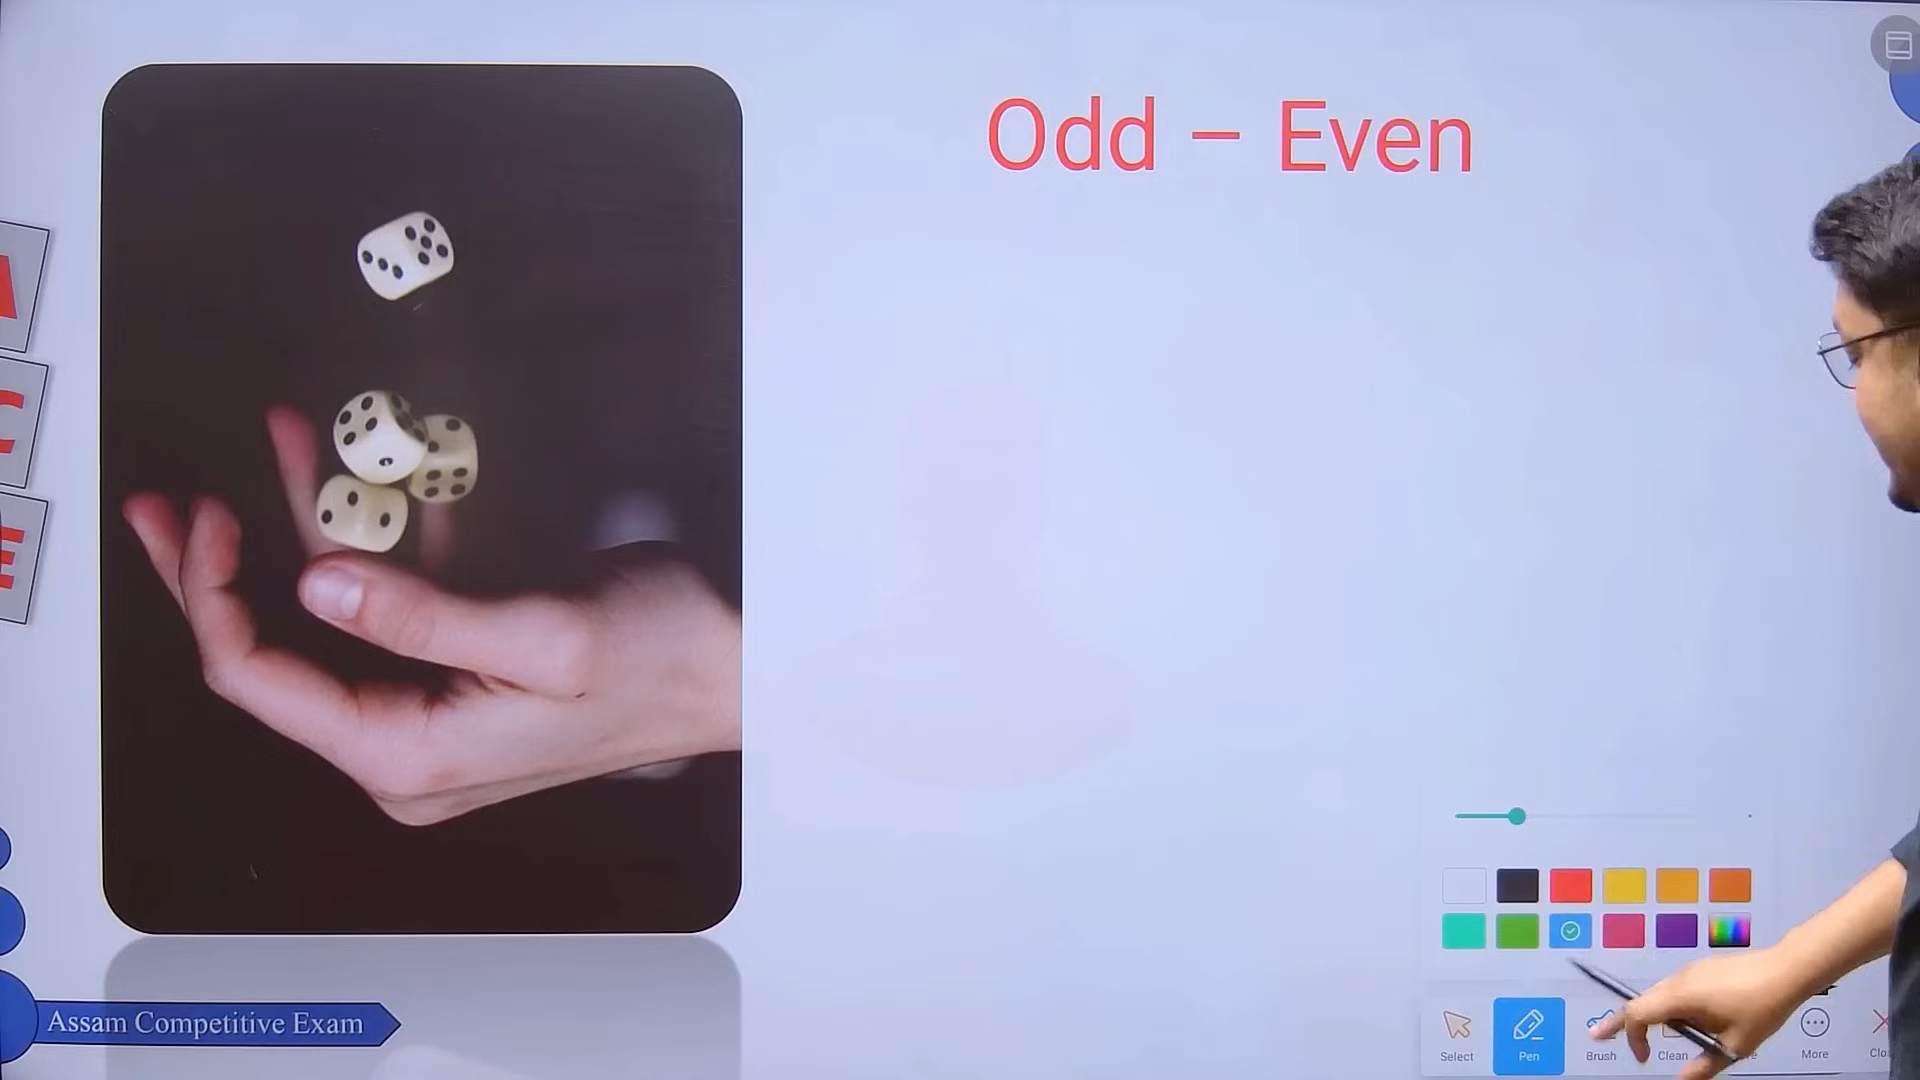 Odd – Even
A
C
E
Assam Competitive Exam
Select
Pen
Brush
Clean
More